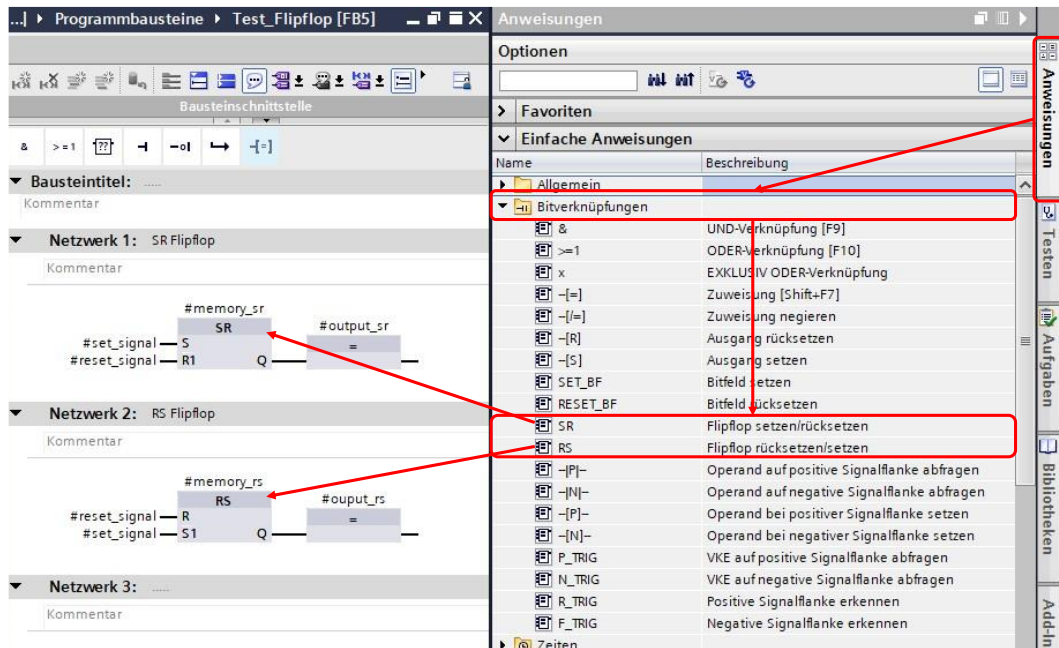 ...| ▸ Programmbausteine ▸ Test_Flipflop [FB5]
Bausteinschnittstelle
& >=1 [??] ⊣ -o| ↦ -[=]
Bausteintitel: .....
Kommentar
Netzwerk 1: SR Flipflop
Kommentar
#memory_sr
SR
#output_sr
#set_signal S
=
#reset_signal R1 Q
Netzwerk 2: RS Flipflop
Kommentar
#memory_rs
RS
#ouput_rs
#reset_signal R
=
#set_signal S1 Q
Netzwerk 3: .....
Kommentar
Anweisungen
Optionen
Favoriten
Einfache Anweisungen
Name Beschreibung
Allgemein
Bitverknüpfungen
& UND-Verknüpfung [F9]
>=1 ODER-Verknüpfung [F10]
x EXKLUSIV ODER-Verknüpfung
-[=] Zuweisung [Shift+F7]
-[/=] Zuweisung negieren
-[R] Ausgang rücksetzen
-[S] Ausgang setzen
SET_BF Bitfeld setzen
RESET_BF Bitfeld rücksetzen
SR Flipflop setzen/rücksetzen
RS Flipflop rücksetzen/setzen
-|P|- Operand auf positive Signalflanke abfragen
-|N|- Operand auf negative Signalflanke abfragen
-[P]- Operand bei positiver Signalflanke setzen
-[N]- Operand bei negativer Signalflanke setzen
P_TRIG VKE auf positive Signalflanke abfragen
N_TRIG VKE auf negative Signalflanke abfragen
R_TRIG Positive Signalflanke erkennen
F_TRIG Negative Signalflanke erkennen
Zeiten
Anweisungen
Testen
Aufgaben
Bibliotheken
Add-In